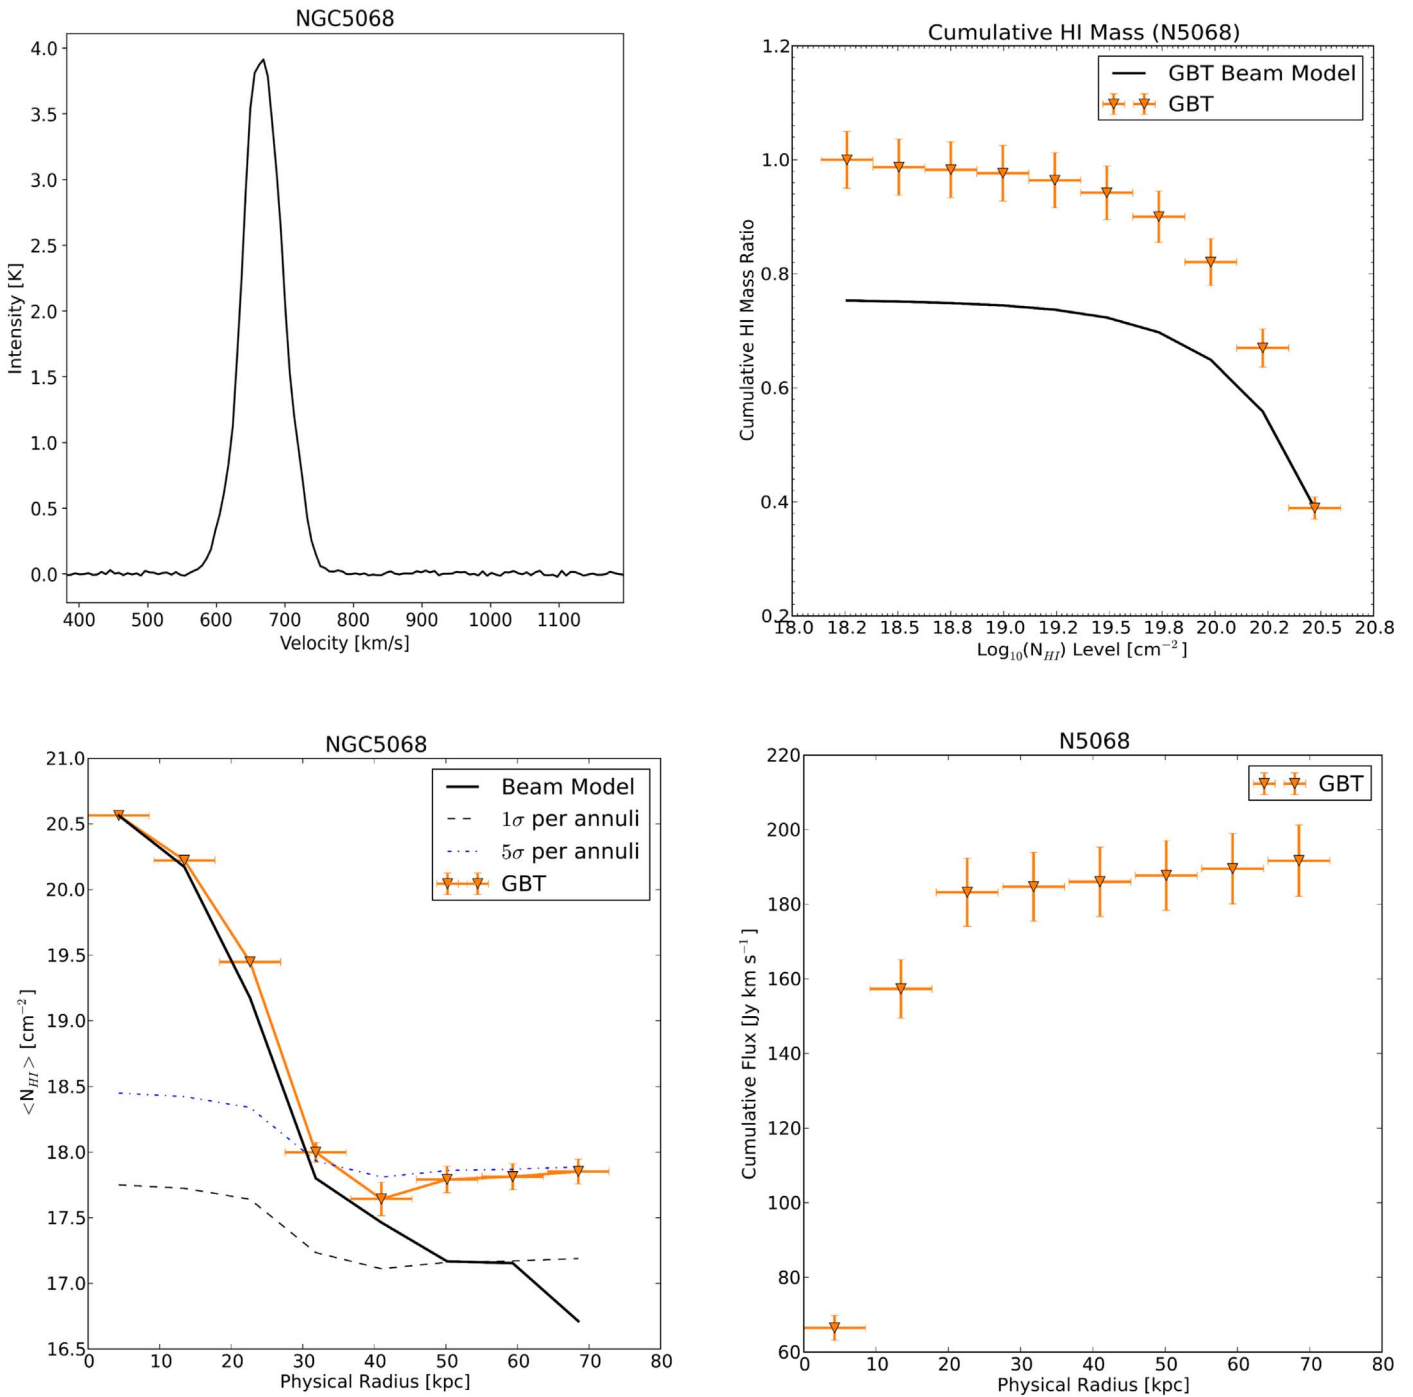 NGC5068
4.0
3.5
3.0
2.5
2.0
1.5
1.0
0.5
0.0
Intensity [K]
400 500 600 700 800 900 1000 1100
Velocity [km/s]
Cumulative HI Mass (N5068)
GBT Beam Model
GBT
1.2
1.0
0.8
0.6
0.4
0.2
Cumulative HI Mass Ratio
18.0 18.2 18.5 18.8 19.0 19.2 19.5 19.8 20.0 20.2 20.5 20.8
Log₁₀(N_HI) Level [cm⁻²]
NGC5068
Beam Model
1σ per annuli
5σ per annuli
GBT
21.0
20.5
20.0
19.5
19.0
18.5
18.0
17.5
17.0
16.5
<N_HI> [cm⁻²]
0 10 20 30 40 50 60 70 80
Physical Radius [kpc]
N5068
GBT
220
200
180
160
140
120
100
80
60
Cumulative Flux [Jy km s⁻¹]
0 10 20 30 40 50 60 70 80
Physical Radius [kpc]